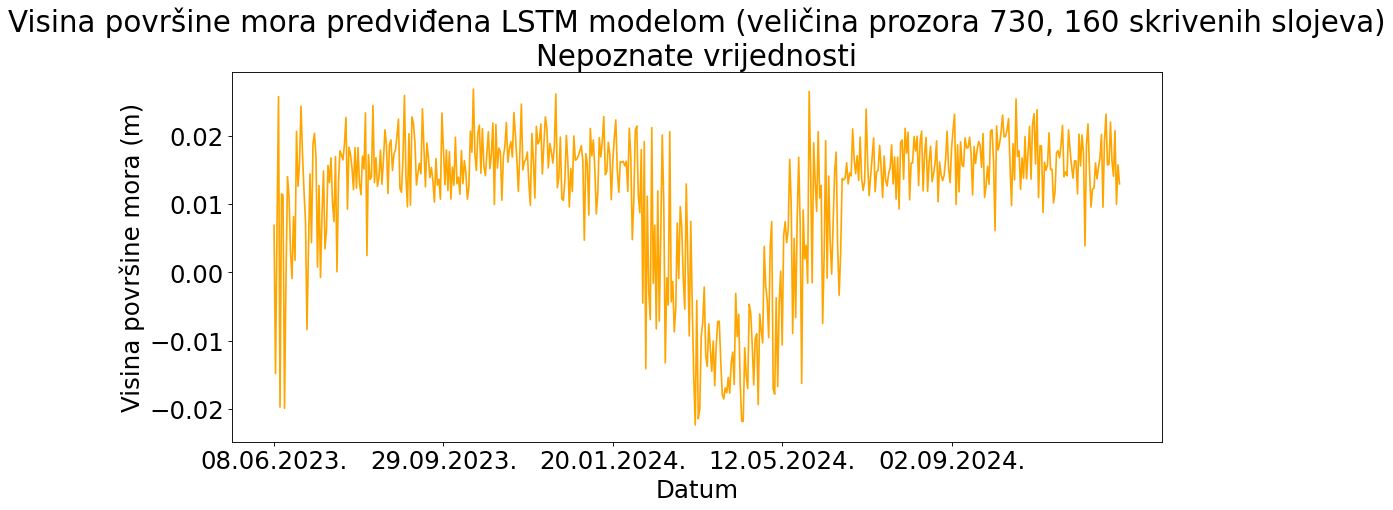 Visina površine mora predviđena LSTM modelom (veličina prozora 730, 160 skrivenih slojeva)
Nepoznate vrijednosti
Visina površine mora (m)
0.02
0.01
0.00
−0.01
−0.02
08.06.2023. 29.09.2023. 20.01.2024. 12.05.2024. 02.09.2024.
Datum